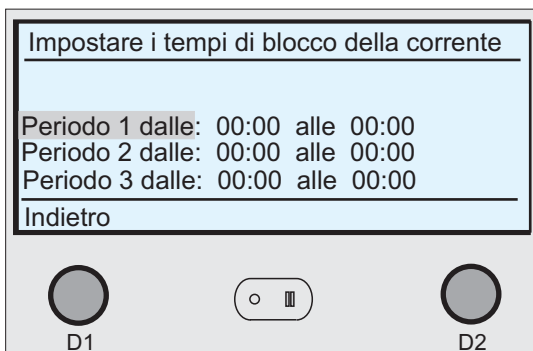 Impostare i tempi di blocco della corrente
Periodo 1 dalle: 00:00 alle 00:00
Periodo 2 dalle: 00:00 alle 00:00
Periodo 3 dalle: 00:00 alle 00:00
Indietro
D1 D2